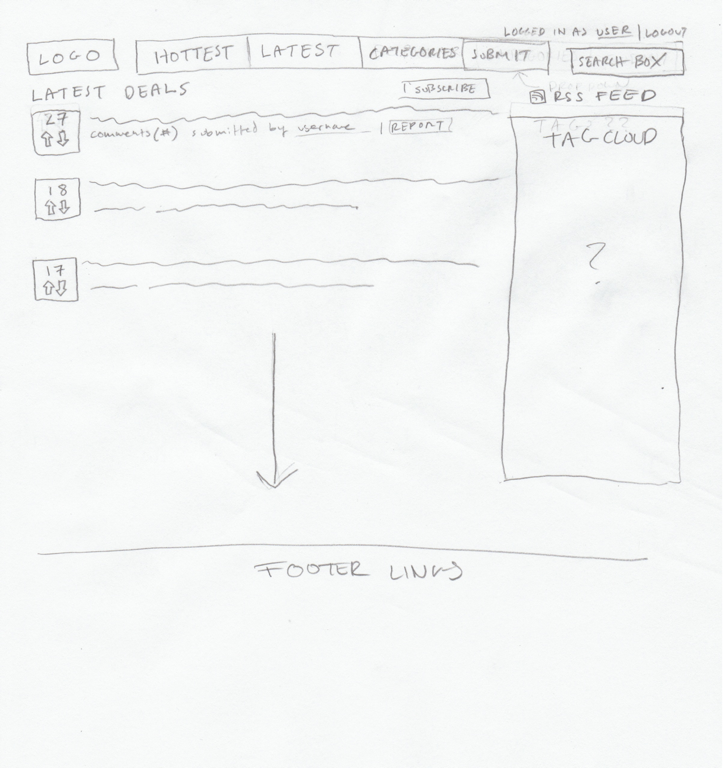 LOGGED IN AS USER | LOGOUT
LOGO
HOTTEST
LATEST
CATEGORIES
SUBMIT
SEARCH BOX
LATEST DEALS
SUBSCRIBE
RSS FEED
27
comments(#) submitted by username | REPORT
TAGS ??
TAG CLOUD
18
?
17
FOOTER LINKS